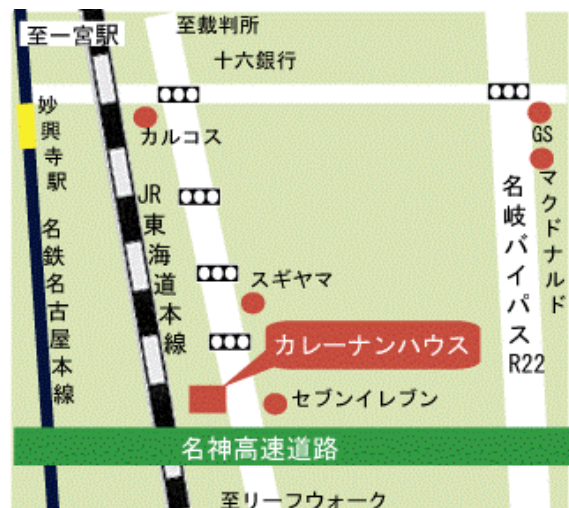 至一宮駅
至裁判所
十六銀行
カルコス
妙興寺駅
GS
マクドナルド
名岐バイパス
R22
JR
東海道本線
名鉄名古屋本線
スギヤマ
カレーナンハウス
セブンイレブン
名神高速道路
至リーフウォーク